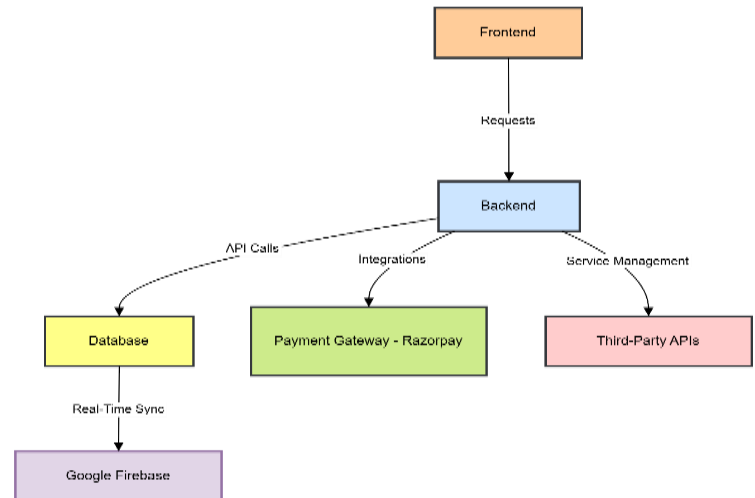 Frontend
Requests
Backend
API Calls
Integrations
Service Management
Database
Payment Gateway - Razorpay
Third-Party APIs
Real-Time Sync
Google Firebase